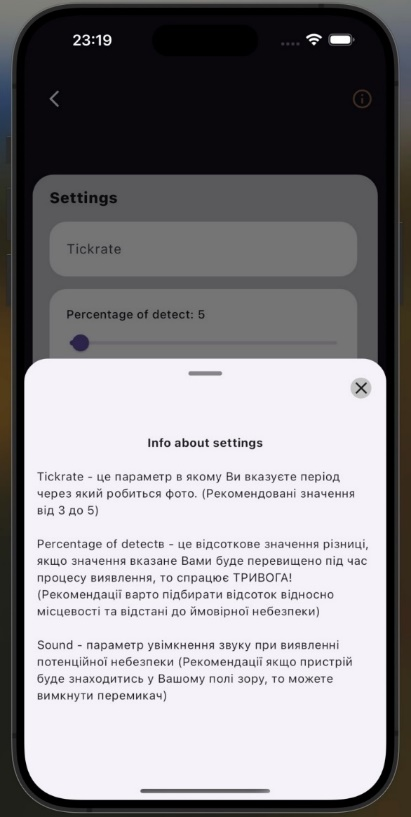 23:19
Settings
Tickrate
Percentage of detect: 5
Info about settings
Tickrate - це параметр в якому Ви вказуєте період
через який робиться фото. (Рекомендовані значення
від 3 до 5)
Percentage of detectв - це відсоткове значення різниці,
якщо значення вказане Вами буде перевищено під час
процесу виявлення, то спрацює ТРИВОГА!
(Рекомендації варто підбирати відсоток відносно
місцевості та відстані до ймовірної небезпеки)
Sound - параметр увімкнення звуку при виявленні
потенційної небезпеки (Рекомендації якщо пристрій
буде знаходитись у Вашому полі зору, то можете
вимкнути перемикач)